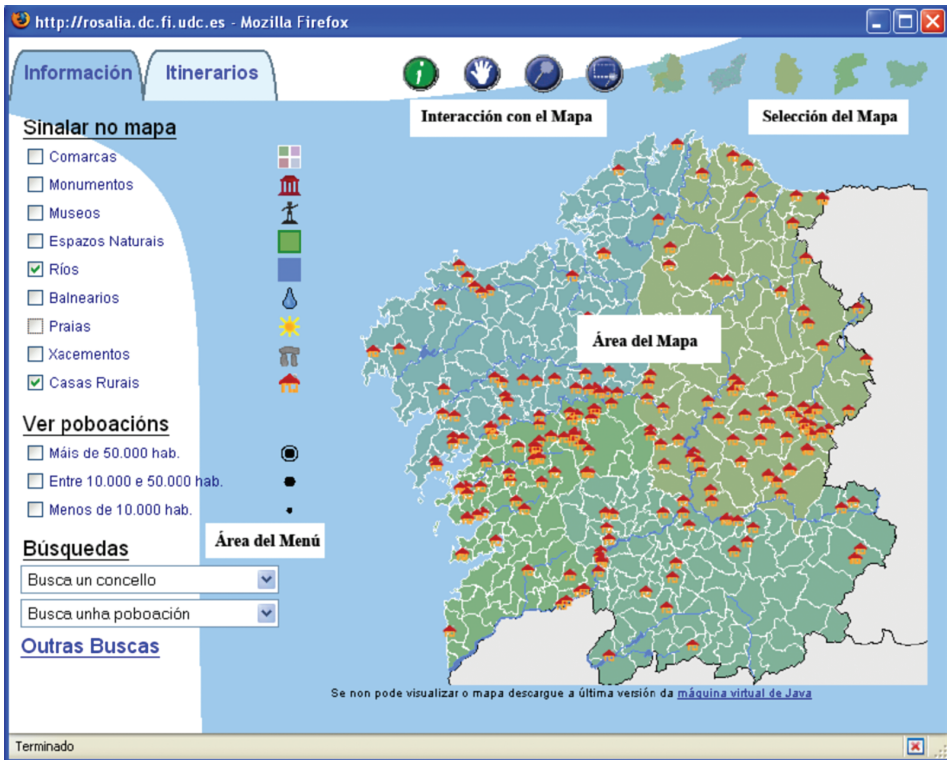 http://rosalia.dc.fi.udc.es - Mozilla Firefox
Información
Itinerarios
Interacción con el Mapa
Selección del Mapa
Sinalar no mapa
Comarcas
Monumentos
Museos
Espazos Naturais
Ríos
Balnearios
Praias
Xacementos
Casas Rurais
Área del Mapa
Ver poboacións
Máis de 50.000 hab.
Entre 10.000 e 50.000 hab.
Menos de 10.000 hab.
Área del Menú
Búsquedas
Busca un concello
Busca unha poboación
Outras Buscas
Se non pode visualizar o mapa descargue a última versión da máquina virtual de Java
Terminado